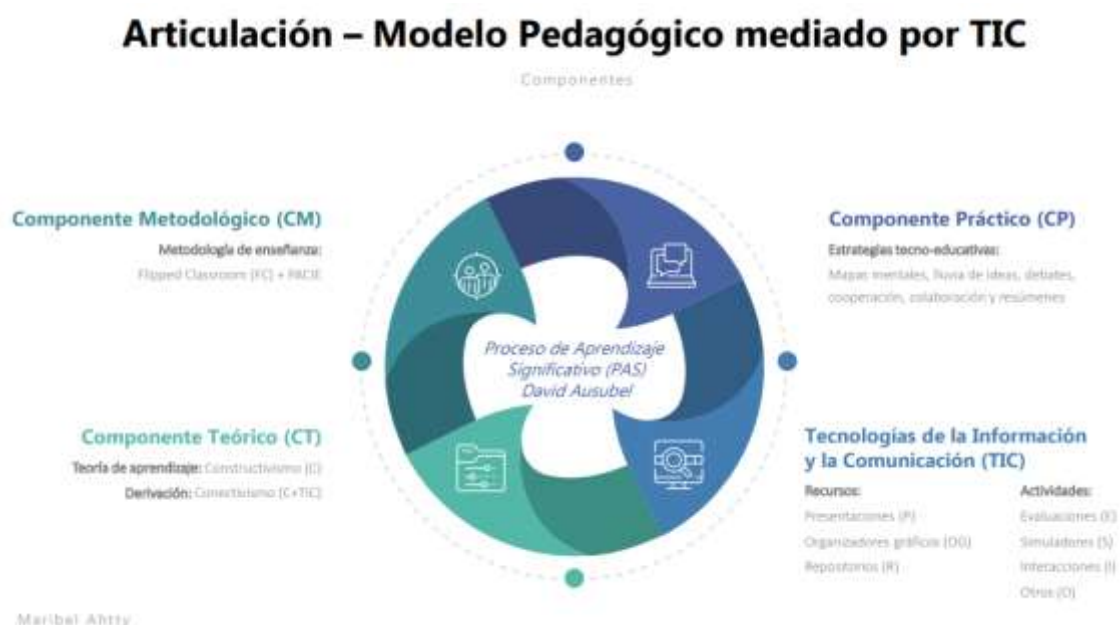 Articulación – Modelo Pedagógico mediado por TIC
Componentes
Componente Metodológico (CM)
Metodología de enseñanza:
Flipped Classroom (FC) + PACIE
Componente Práctico (CP)
Estrategias tecno-educativas:
Mapas mentales, lluvia de ideas, debates,
cooperación, colaboración y resúmenes
Proceso de Aprendizaje
Significativo (PAS)
David Ausubel
Componente Teórico (CT)
Teoría de aprendizaje: Constructivismo (C)
Derivación: Conectivismo (C+TIC)
Tecnologías de la Información
y la Comunicación (TIC)
Recursos:
Presentaciones (P)
Organizadores gráficos (OG)
Repositorios (R)
Actividades:
Evaluaciones (E)
Simuladores (S)
Interacciones (I)
Otros (O)
Maribel Ahtty